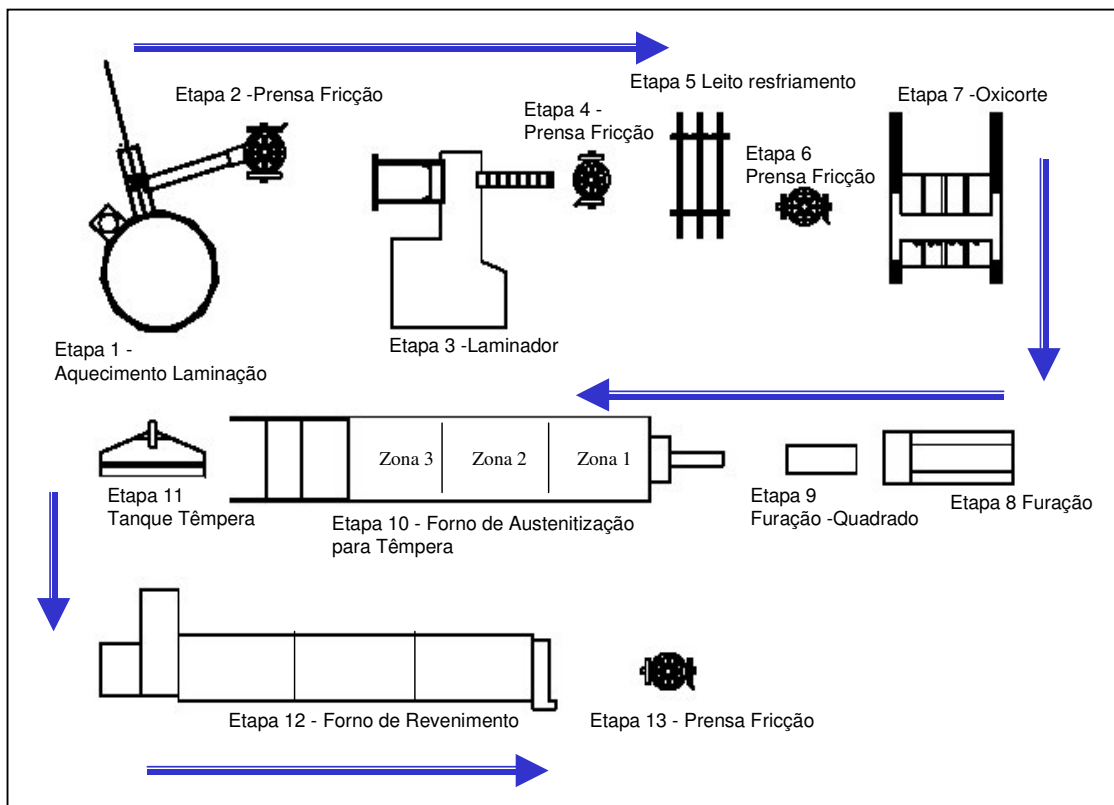 Etapa 2 -Prensa Fricção
Etapa 4 -
Prensa Fricção
Etapa 5 Leito resfriamento
Etapa 6
Prensa Fricção
Etapa 7 -Oxicorte
Etapa 1 -
Aquecimento Laminação
Etapa 3 -Laminador
Etapa 11
Tanque Têmpera
Zona 3
Zona 2
Zona 1
Etapa 10 - Forno de Austenitização
para Têmpera
Etapa 9
Furação -Quadrado
Etapa 8 Furação
Etapa 12 - Forno de Revenimento
Etapa 13 - Prensa Fricção